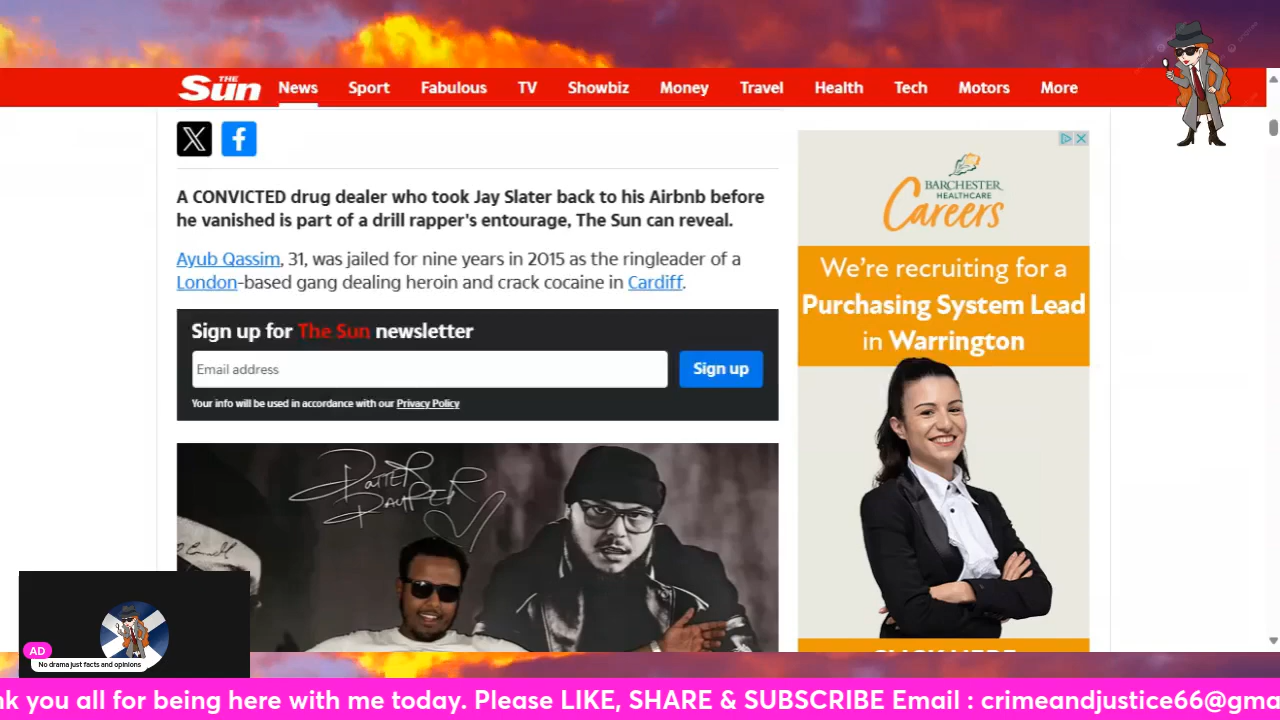 THE
Sun
News
Sport
Fabulous
TV
Showbiz
Money
Travel
Health
Tech
Motors
More
A CONVICTED drug dealer who took Jay Slater back to his Airbnb before
he vanished is part of a drill rapper's entourage, The Sun can reveal.
Ayub Qassim, 31, was jailed for nine years in 2015 as the ringleader of a
London-based gang dealing heroin and crack cocaine in Cardiff.
Sign up for The Sun newsletter
Email address
Sign up
Your info will be used in accordance with our Privacy Policy
BARCHESTER
HEALTHCARE
Careers
We're recruiting for a
Purchasing System Lead
in Warrington
AD
No drama just facts and opinions
nk you all for being here with me today. Please LIKE, SHARE & SUBSCRIBE Email : crimeandjustice66@gma